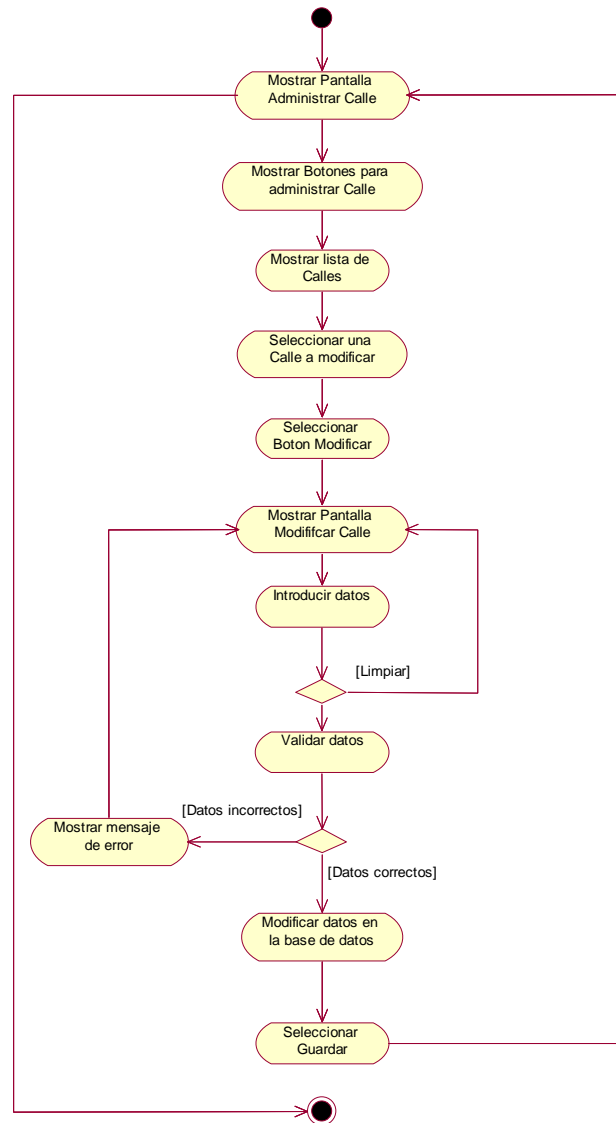 Mostrar Pantalla
Administrar Calle
Mostrar Botones para
administrar Calle
Mostrar lista de
Calles
Seleccionar una
Calle a modificar
Seleccionar
Boton Modificar
Mostrar Pantalla
Modififcar Calle
Introducir datos
[Limpiar]
Validar datos
[Datos incorrectos]
Mostrar mensaje
de error
[Datos correctos]
Modificar datos en
la base de datos
Seleccionar
Guardar